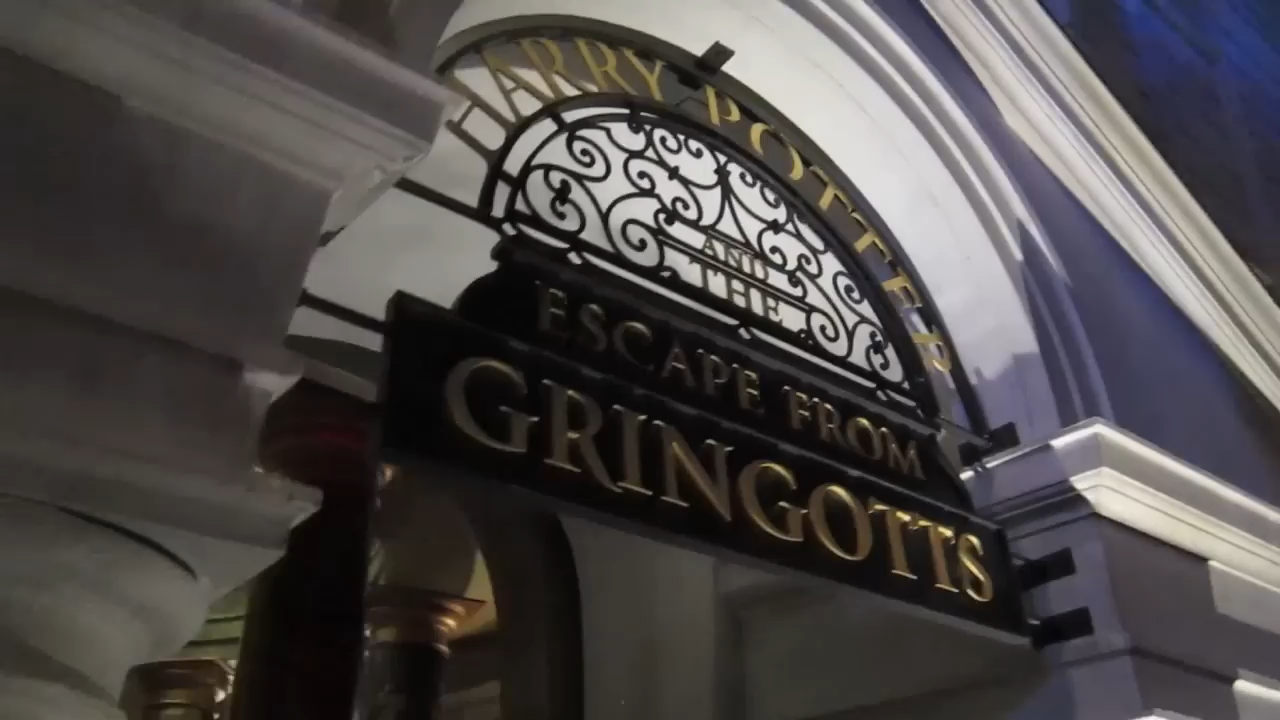 HARRY POTTER
AND
THE
ESCAPE FROM
GRINGOTTS